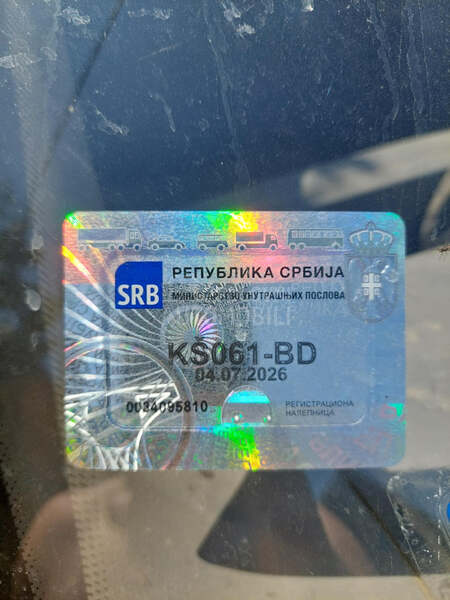 РЕПУБЛИКА СРБИЈА
SRB
МИНИСТАРСТВО УНУТРАШЊИХ ПОСЛОВА
KS061-BD
04.07.2026
0034095810
РЕГИСТРАЦИОНА
НАЛЕПНИЦА